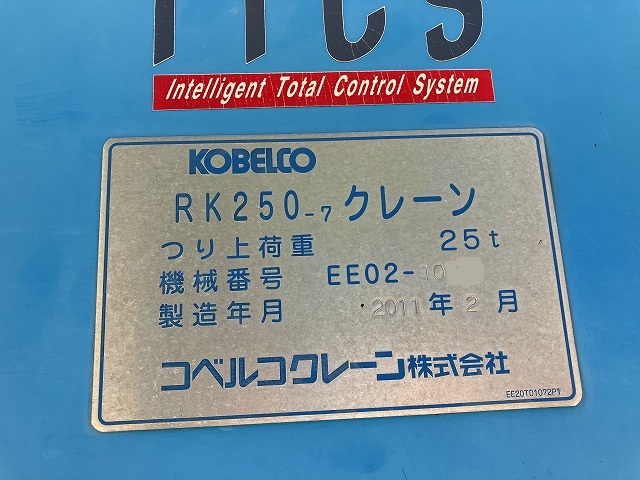 ITCS
Intelligent Total Control System
KOBELCO
RK250-7クレーン
つり上荷重 25t
機械番号 EE02-10
製造年月 2011年2月
コベルコクレーン株式会社
EE20T01072P1